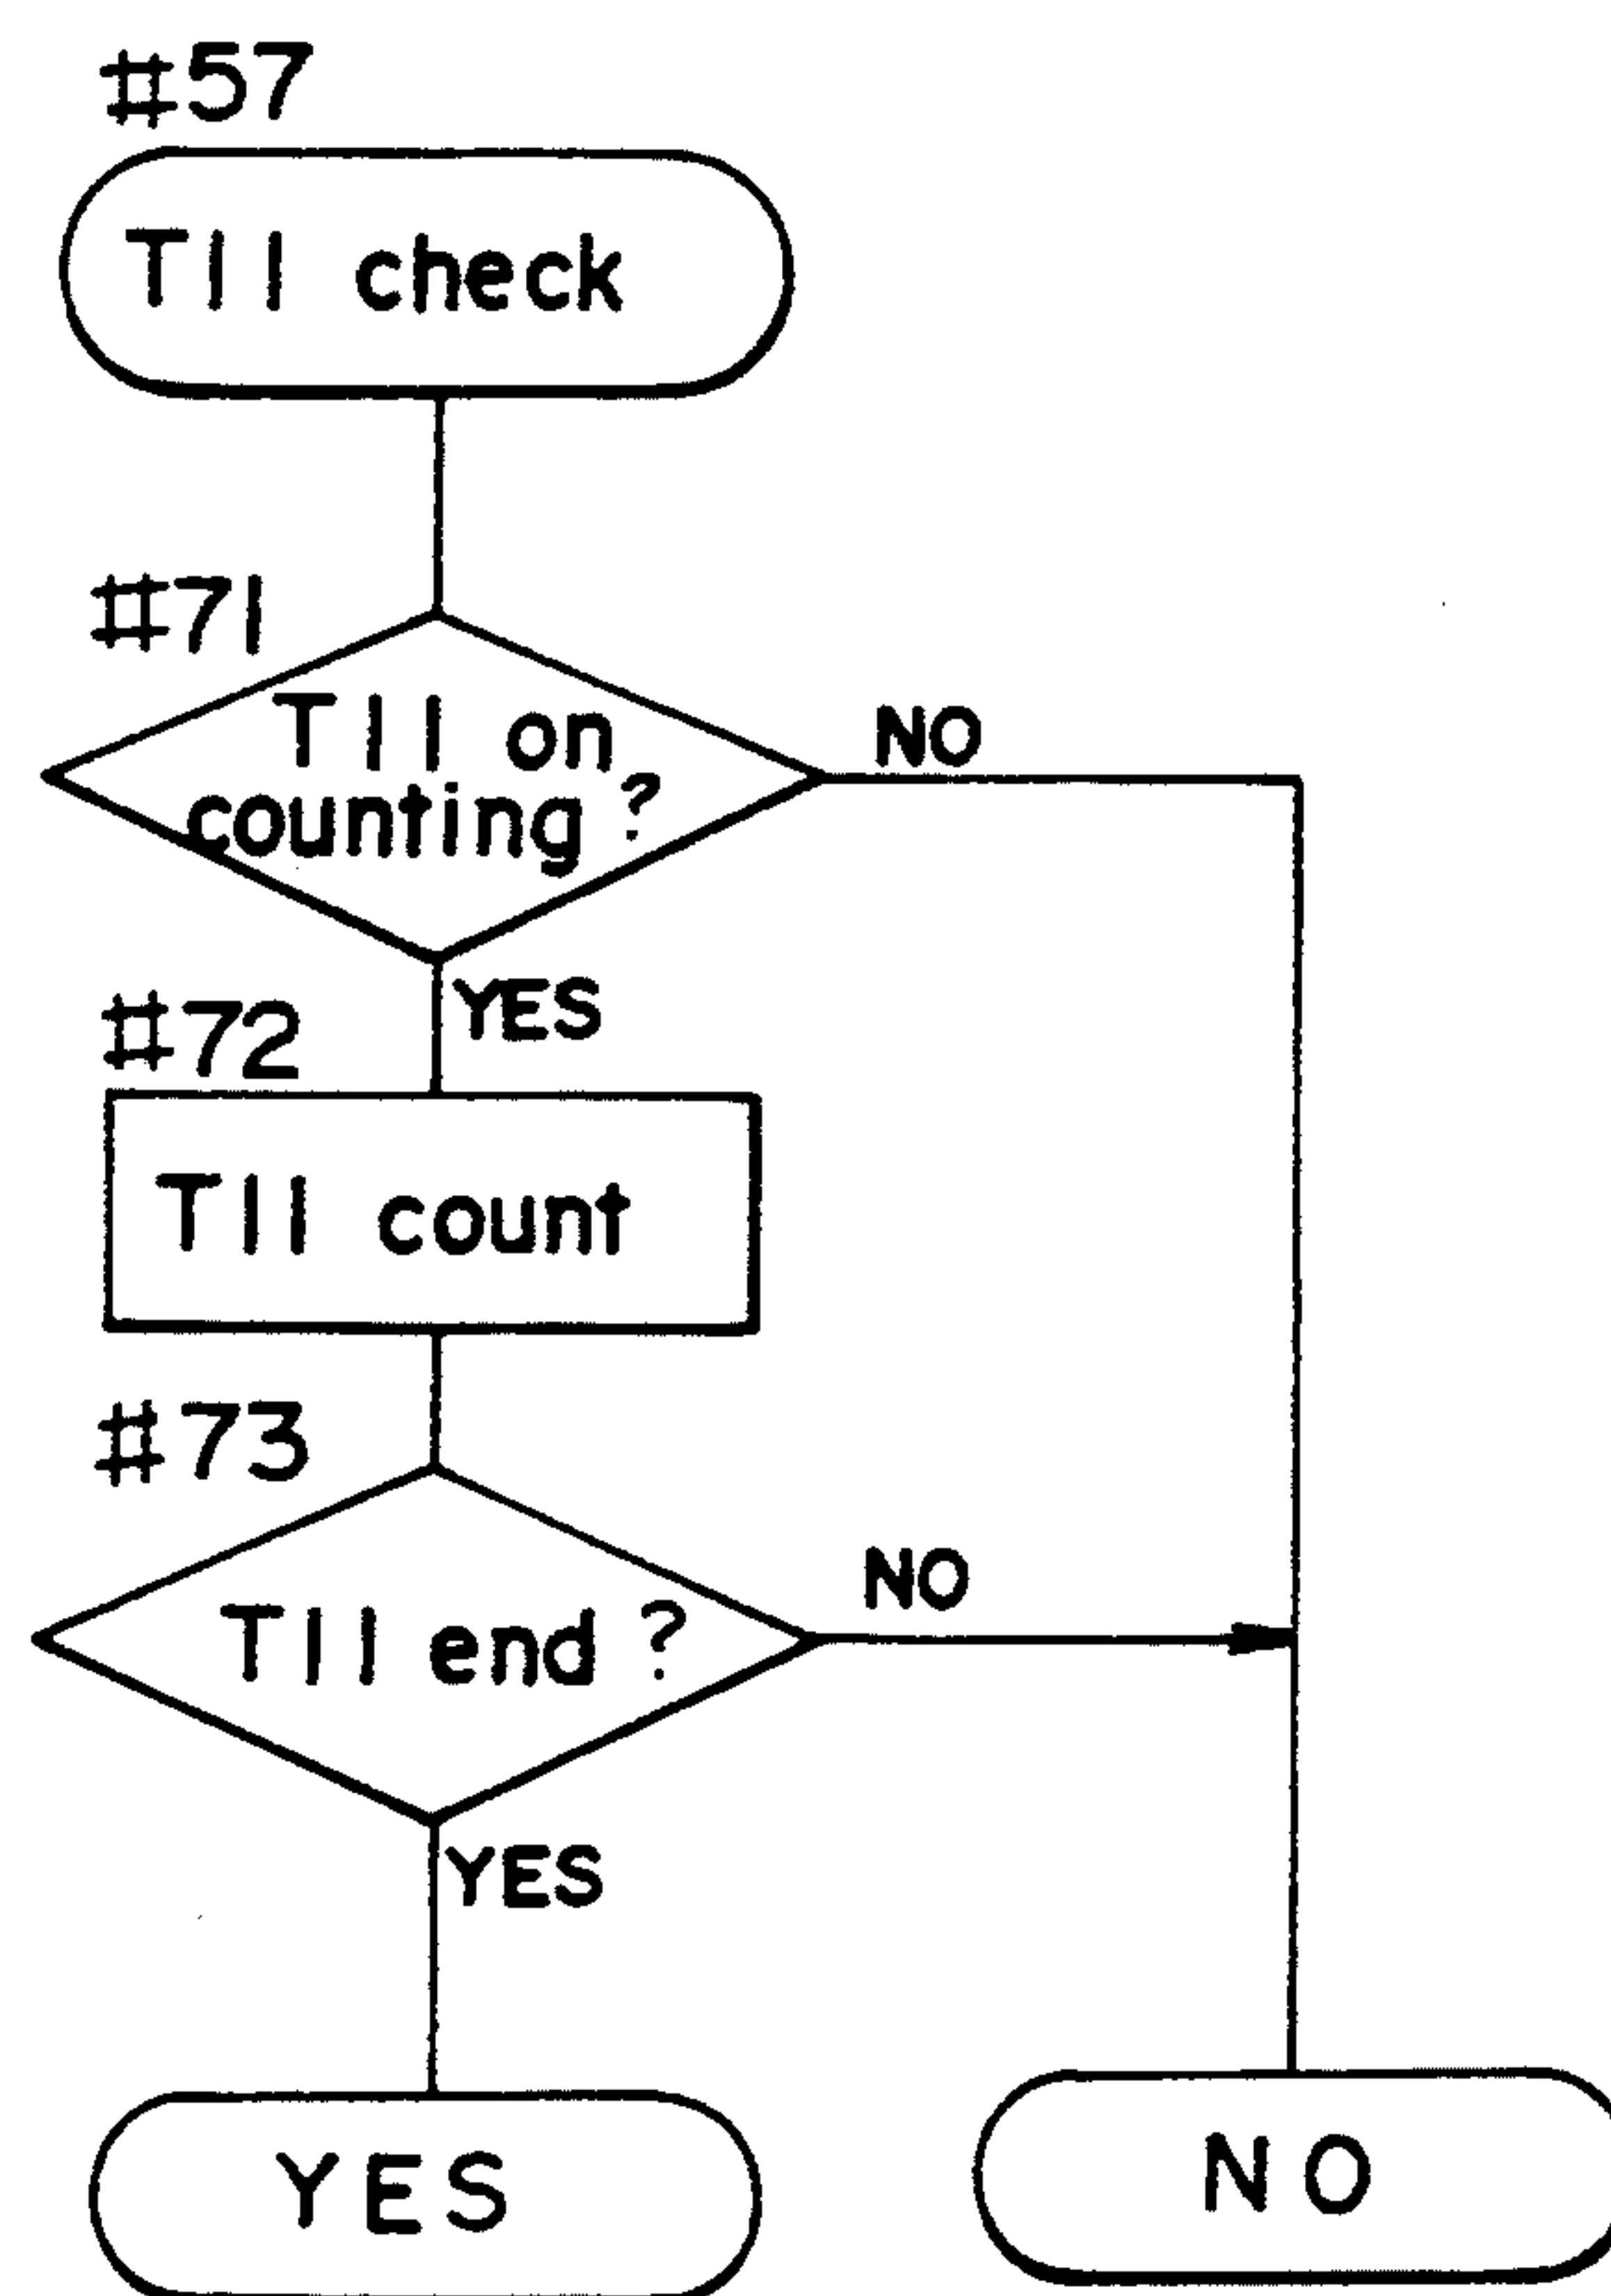 #57
T11 check
#71
T11 on
counting?
NO
YES
#72
T11 count
#73
T11 end?
NO
YES
YES
NO